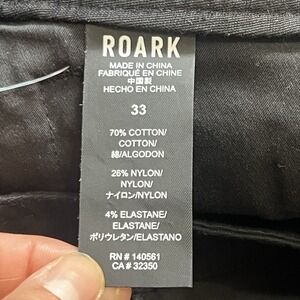 ROARK
MADE IN CHINA
FABRIQUÉ EN CHINE
中国製
HECHO EN CHINA
33
70% COTTON/
COTTON/
綿/ALGODON
26% NYLON/
NYLON/
ナイロン/NYLON
4% ELASTANE/
ELASTANE/
ポリウレタン/ELASTANO
RN # 140561
CA # 32350